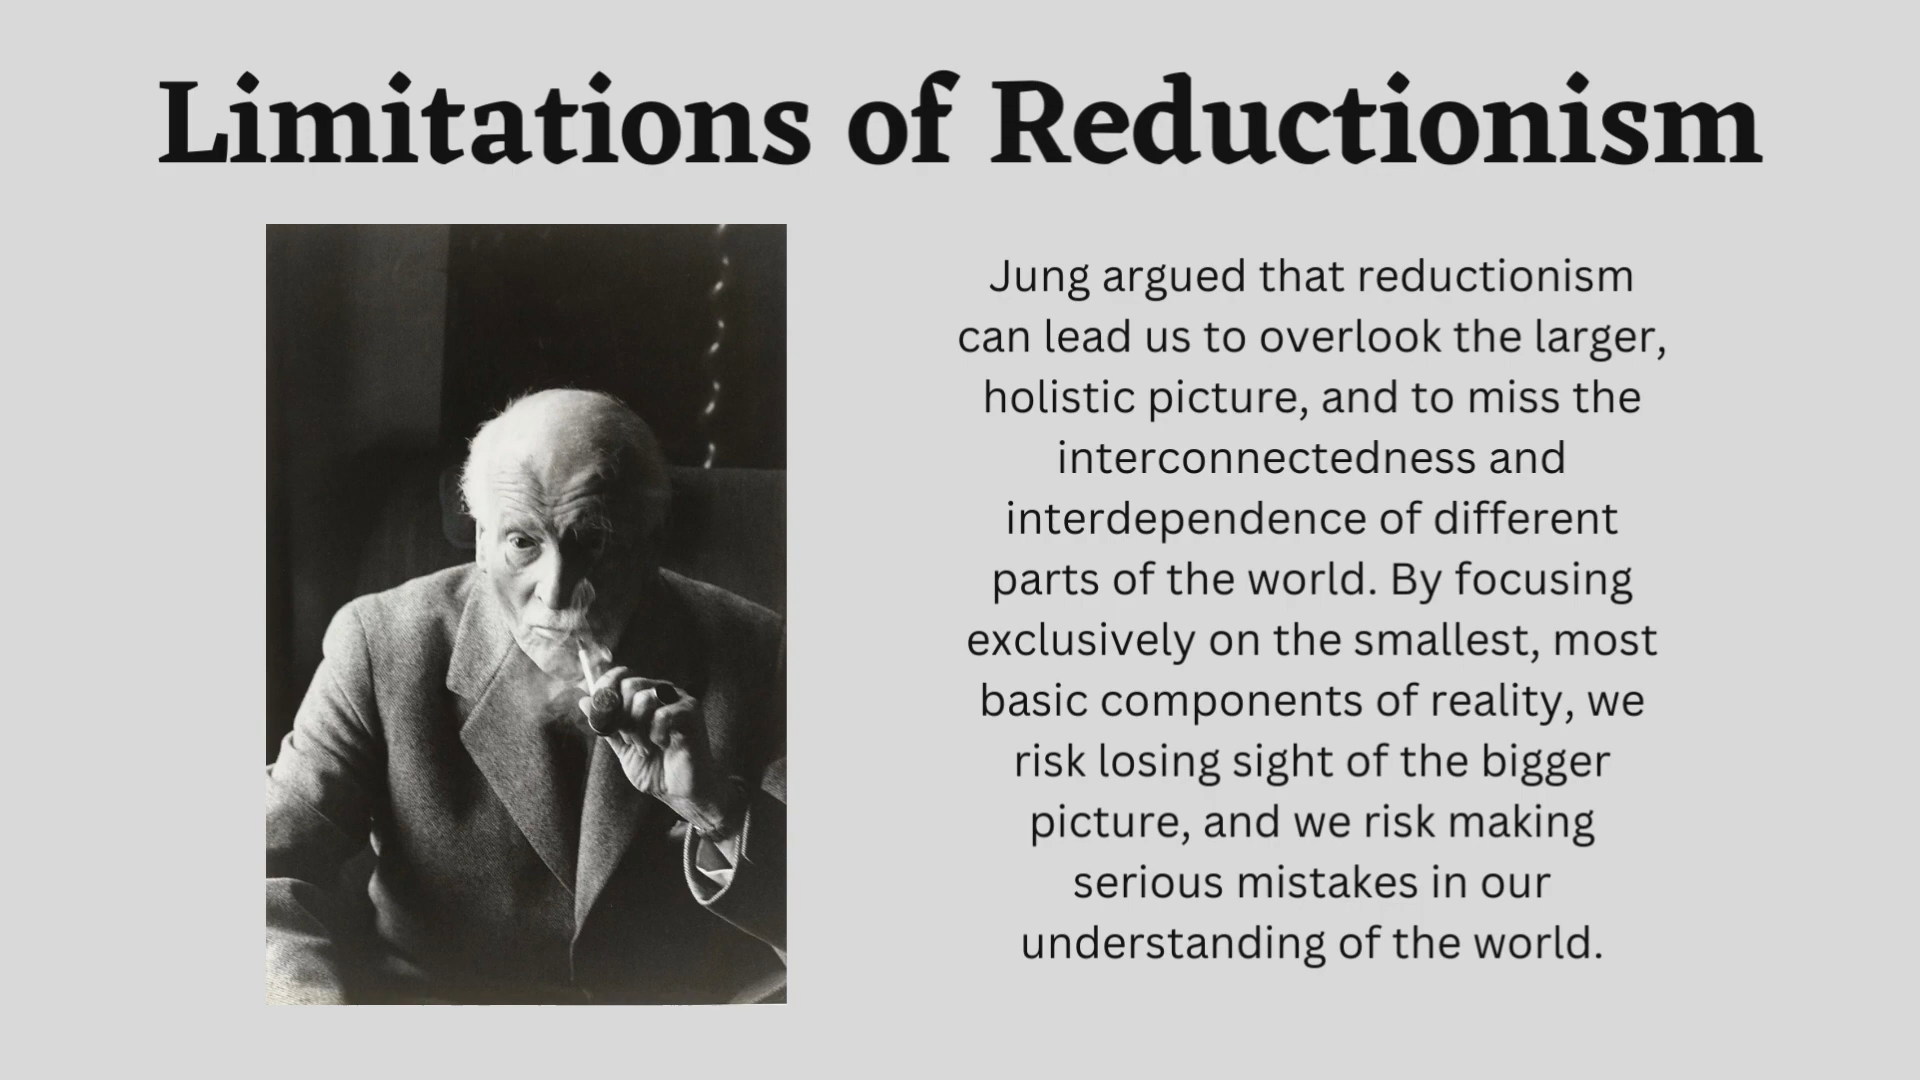 Limitations of Reductionism
Jung argued that reductionism
can lead us to overlook the larger,
holistic picture, and to miss the
interconnectedness and
interdependence of different
parts of the world. By focusing
exclusively on the smallest, most
basic components of reality, we
risk losing sight of the bigger
picture, and we risk making
serious mistakes in our
understanding of the world.